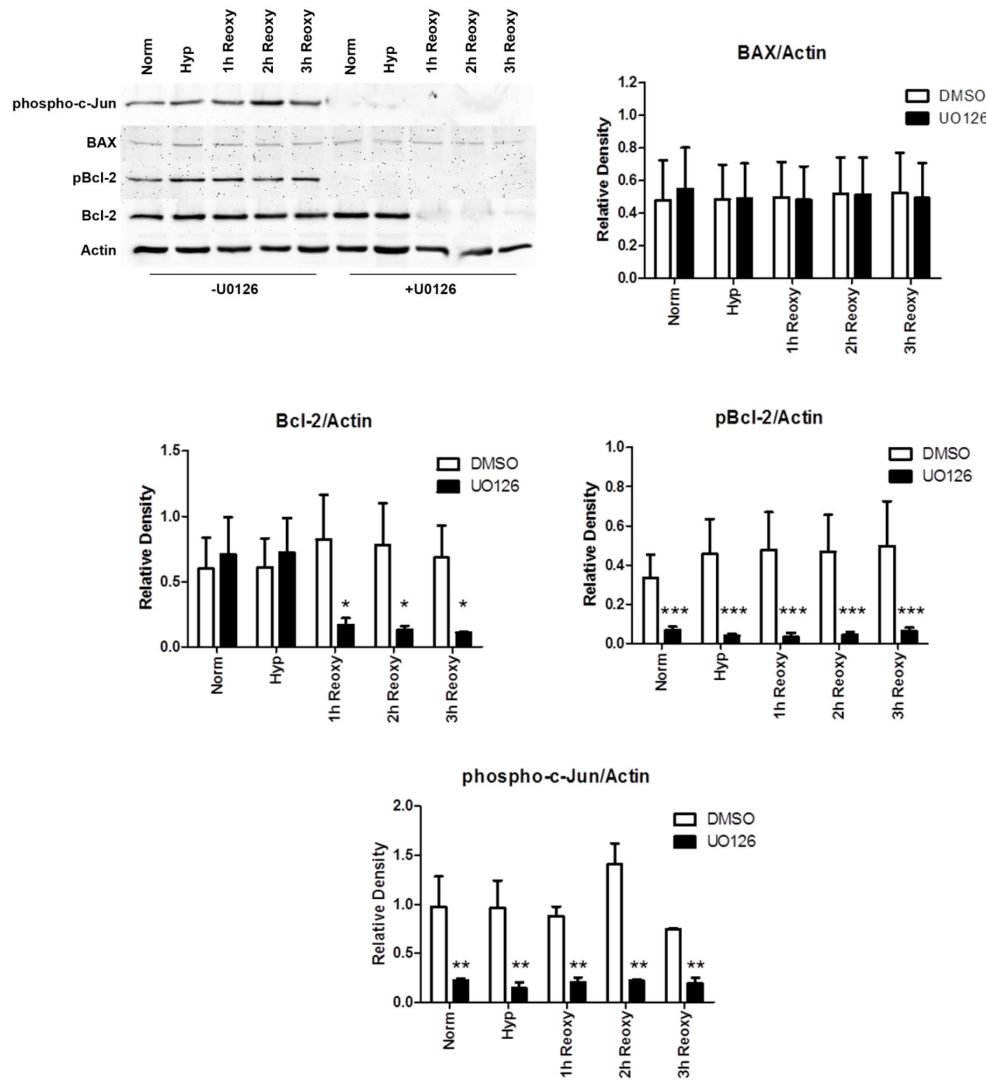 Norm Hyp 1h Reoxy 2h Reoxy 3h Reoxy Norm Hyp 1h Reoxy 2h Reoxy 3h Reoxy
phospho-c-Jun
BAX
pBcl-2
Bcl-2
Actin
-U0126 +U0126
BAX/Actin
Relative Density
1.2
1.0
0.8
0.6
0.4
0.2
0.0
DMSO
UO126
Norm Hyp 1h Reoxy 2h Reoxy 3h Reoxy
Bcl-2/Actin
Relative Density
1.5
1.0
0.5
0.0
DMSO
UO126
* * *
Norm Hyp 1h Reoxy 2h Reoxy 3h Reoxy
pBcl-2/Actin
Relative Density
1.0
0.8
0.6
0.4
0.2
0.0
DMSO
UO126
*** *** *** *** ***
Norm Hyp 1h Reoxy 2h Reoxy 3h Reoxy
phospho-c-Jun/Actin
Relative Density
2.0
1.5
1.0
0.5
0.0
DMSO
UO126
** ** ** ** **
Norm Hyp 1h Reoxy 2h Reoxy 3h Reoxy